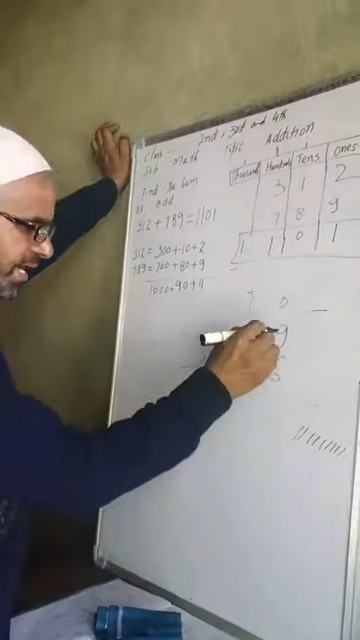 Class - 2nd, 3rd and 4th
Sub Math Topic Addition
Find the Sum
or Add
312 + 789 = 1101
312 = 300 + 10 + 2
789 = 700 + 80 + 9
1000 + 90 + 11
Thousand Hundred Tens Ones
3 1 2
7 8 9
1 1 0 1